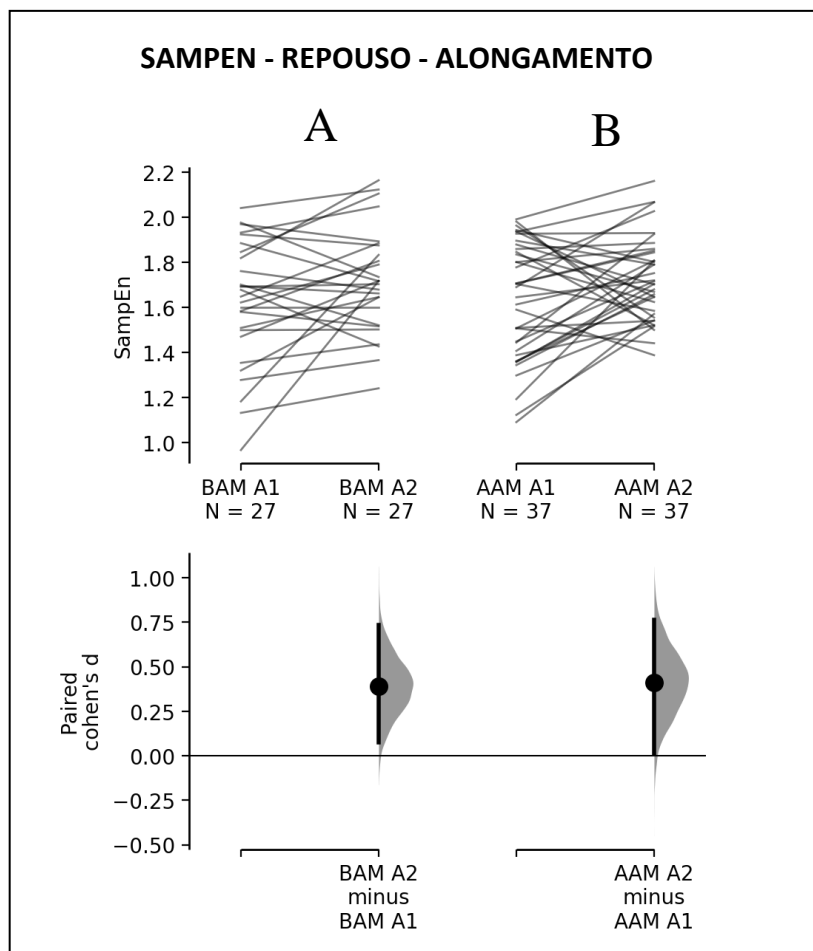 SAMPEN - REPOUSO - ALONGAMENTO
A
B
2.2
2.0
1.8
1.6
1.4
1.2
1.0
SampEn
BAM A1
N = 27
BAM A2
N = 27
AAM A1
N = 37
AAM A2
N = 37
1.00
0.75
0.50
0.25
0.00
−0.25
−0.50
Paired
cohen's d
BAM A2
minus
BAM A1
AAM A2
minus
AAM A1